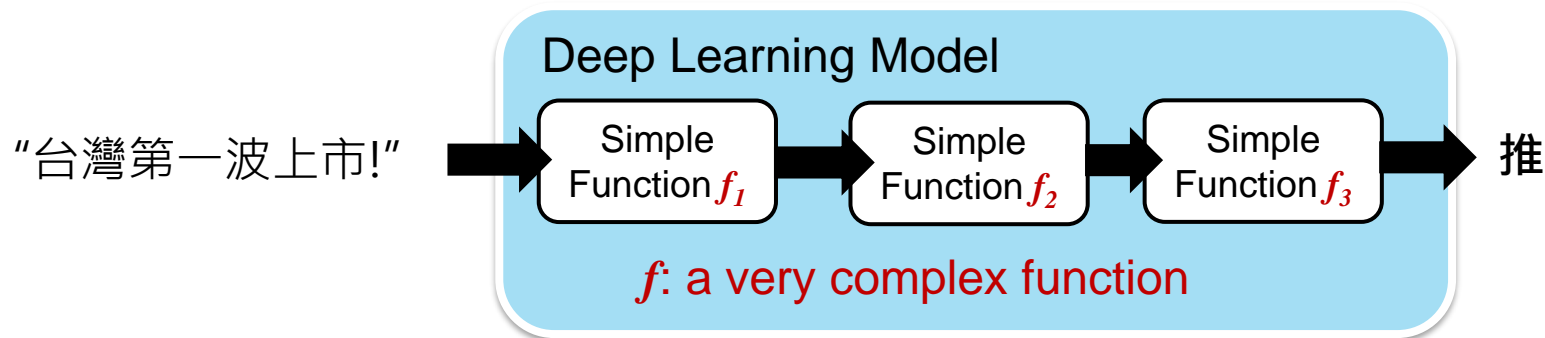 Deep Learning Model
“台灣第一波上市!”
Simple
Function f1
Simple
Function f2
Simple
Function f3
推
f: a very complex function